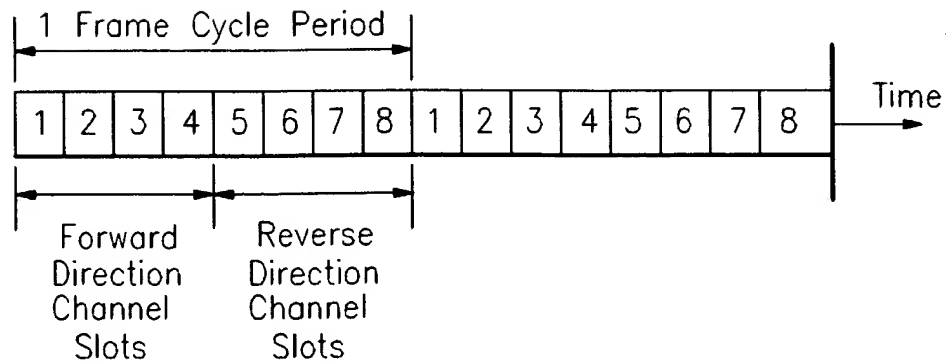 1 Frame Cycle Period
1 2 3 4 5 6 7 8 1 2 3 4 5 6 7 8
Time
Forward
Direction
Channel
Slots
Reverse
Direction
Channel
Slots